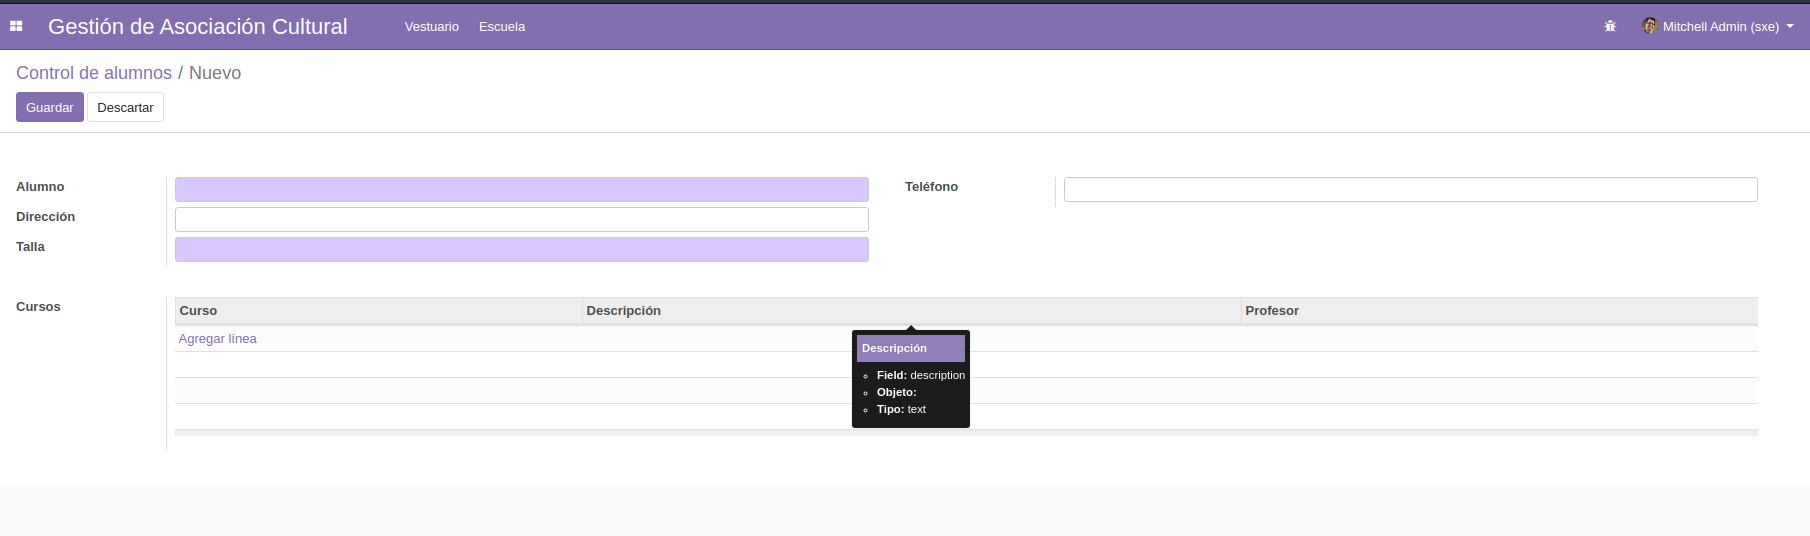 Gestión de Asociación Cultural Vestuario Escuela Mitchell Admin (sxe)
Control de alumnos / Nuevo
Guardar Descartar
Alumno Teléfono
Dirección
Talla
Cursos Curso Descripción Profesor
Agregar línea
Descripción
Field: description
Objeto:
Tipo: text